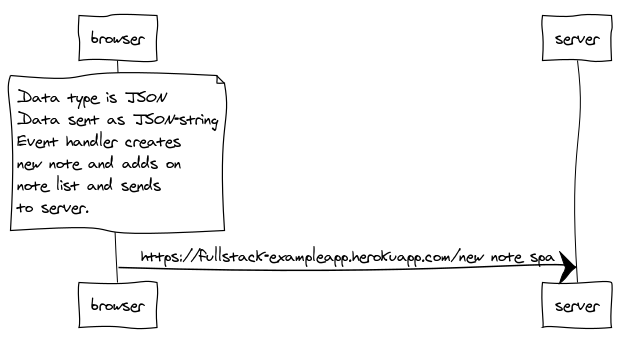 browser
server
Data type is JSON
Data sent as JSON-string
Event handler creates
new note and adds on
note list and sends
to server.
https://fullstack-exampleapp.herokuapp.com/new note spa
browser
server